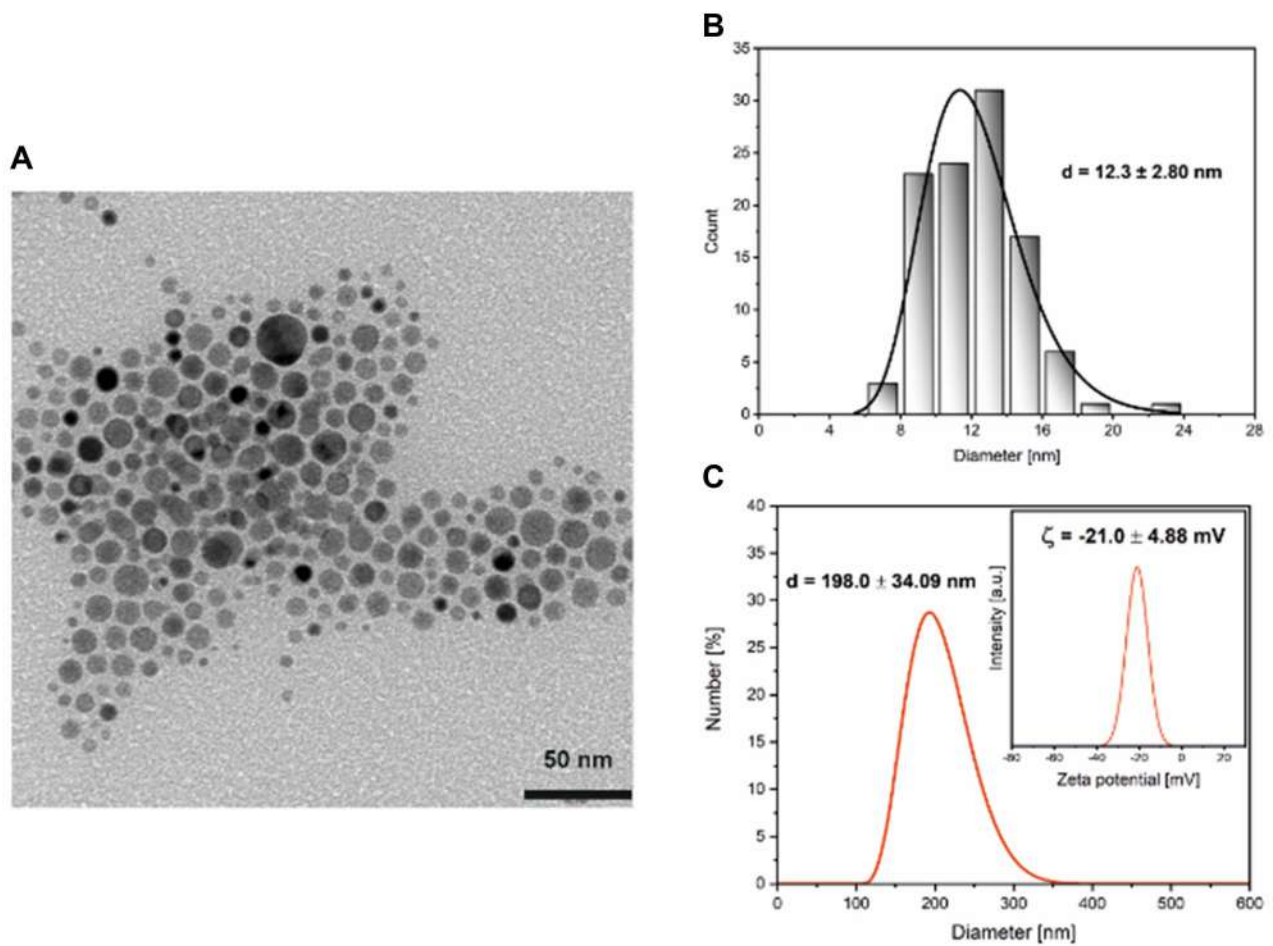 A
50 nm
B
35
30
25
20
15
10
5
0
Count
d = 12.3 ± 2.80 nm
0 4 8 12 16 20 24 28
Diameter [nm]
C
40
35
30
25
20
15
10
5
0
Number [%]
d = 198.0 ± 34.09 nm
0 100 200 300 400 500 600
Diameter [nm]
ζ = -21.0 ± 4.88 mV
Intensity [a.u.]
-80 -60 -40 -20 0 20
Zeta potential [mV]